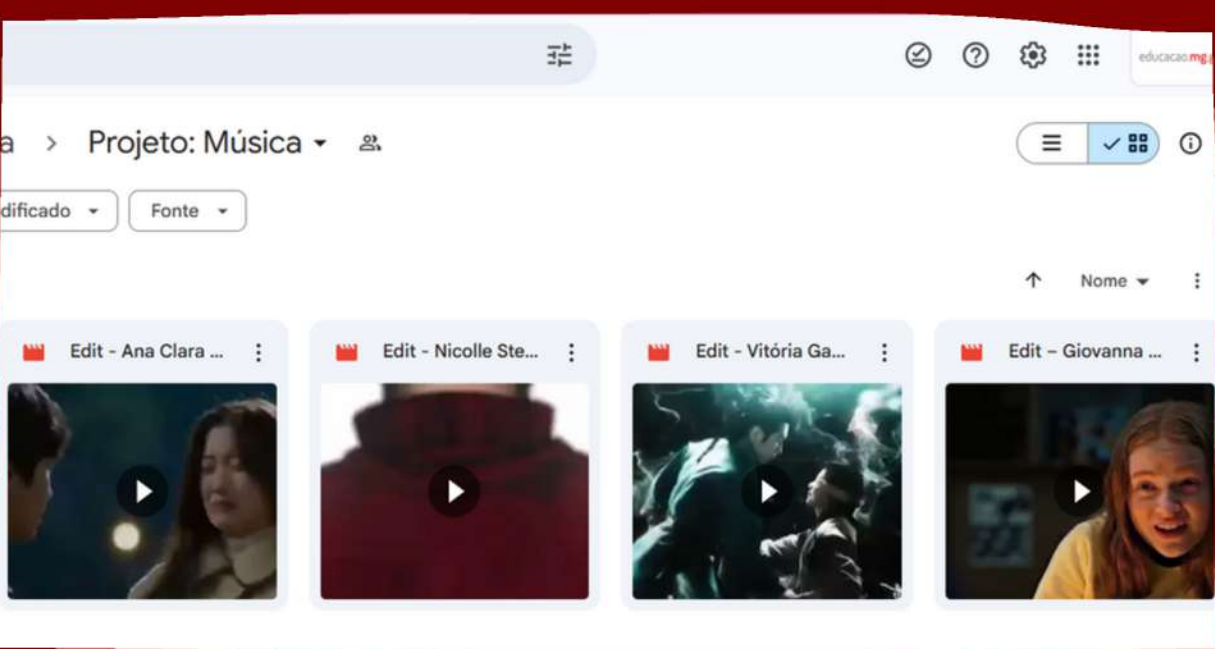 educacao.mg.g
a > Projeto: Música
dificado Fonte
Nome
Edit - Ana Clara ... Edit - Nicolle Ste... Edit - Vitória Ga... Edit – Giovanna ...